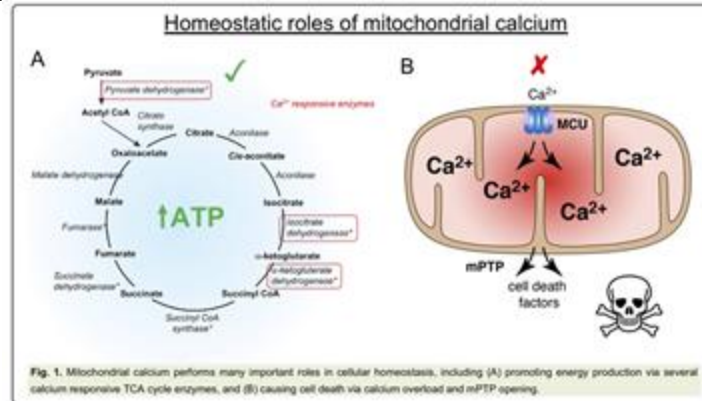 Homeostatic roles of mitochondrial calcium
A
Pyruvate
Pyruvate dehydrogenase*
Acetyl CoA
Citrate
synthase
Oxaloacetate
Citrate
Aconitase
Cis-aconitate
Aconitase
Isocitrate
Isocitrate
dehydrogenase*
α-ketoglutarate
α-ketoglutarate
dehydrogenase*
Succinyl CoA
Succinyl CoA
synthase*
Succinate
Succinate
dehydrogenase*
Fumarate
Fumarase*
Malate
Malate dehydrogenase
↑ATP
Ca²⁺ responsive enzymes
B
Ca²⁺
MCU
Ca²⁺
Ca²⁺
Ca²⁺
Ca²⁺
mPTP
cell death
factors
Fig. 1. Mitochondrial calcium performs many important roles in cellular homeostasis, including (A) promoting energy production via several
calcium responsive TCA cycle enzymes, and (B) causing cell death via calcium overload and mPTP opening.